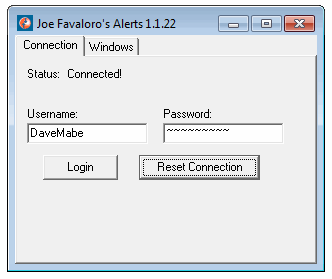 Joe Favaloro's Alerts 1.1.22
Connection Windows
Status: Connected!
Username: Password:
DaveMabe ~~~~~~~~~
Login Reset Connection